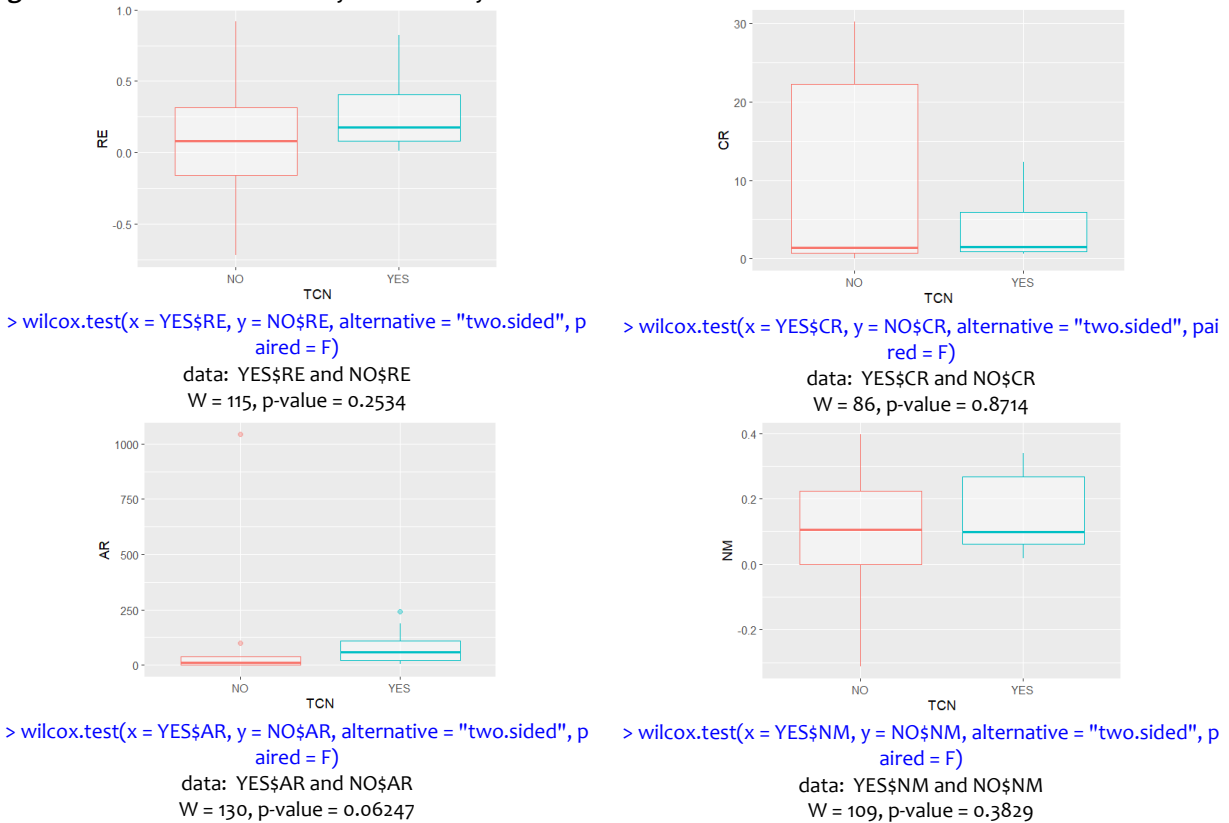 1.0
0.5
0.0
-0.5
RE
NO YES
TCN
> wilcox.test(x = YES$RE, y = NO$RE, alternative = "two.sided", p
aired = F)
data: YES$RE and NO$RE
W = 115, p-value = 0.2534
30
20
10
0
CR
NO YES
TCN
> wilcox.test(x = YES$CR, y = NO$CR, alternative = "two.sided", pai
red = F)
data: YES$CR and NO$CR
W = 86, p-value = 0.8714
1000
750
500
250
0
AR
NO YES
TCN
> wilcox.test(x = YES$AR, y = NO$AR, alternative = "two.sided", p
aired = F)
data: YES$AR and NO$AR
W = 130, p-value = 0.06247
0.4
0.2
0.0
-0.2
NM
NO YES
TCN
> wilcox.test(x = YES$NM, y = NO$NM, alternative = "two.sided", p
aired = F)
data: YES$NM and NO$NM
W = 109, p-value = 0.3829